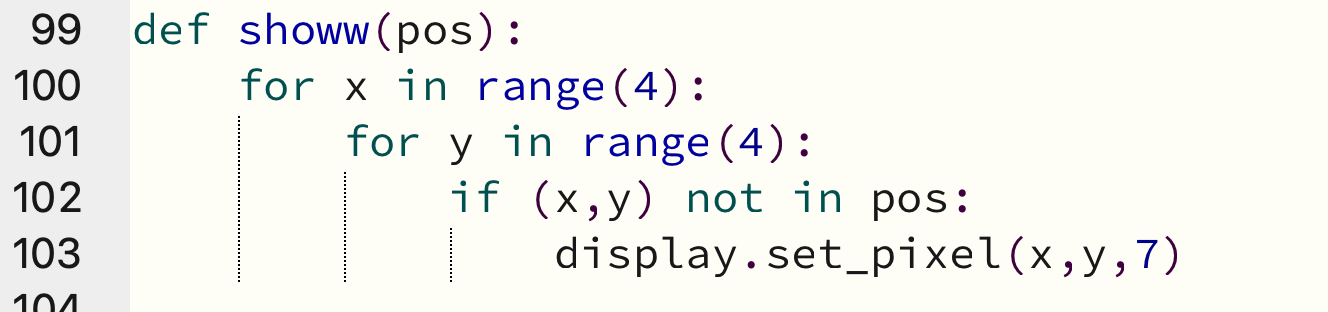 99 def showw(pos):
100     for x in range(4):
101         for y in range(4):
102             if (x,y) not in pos:
103                 display.set_pixel(x,y,7)
104